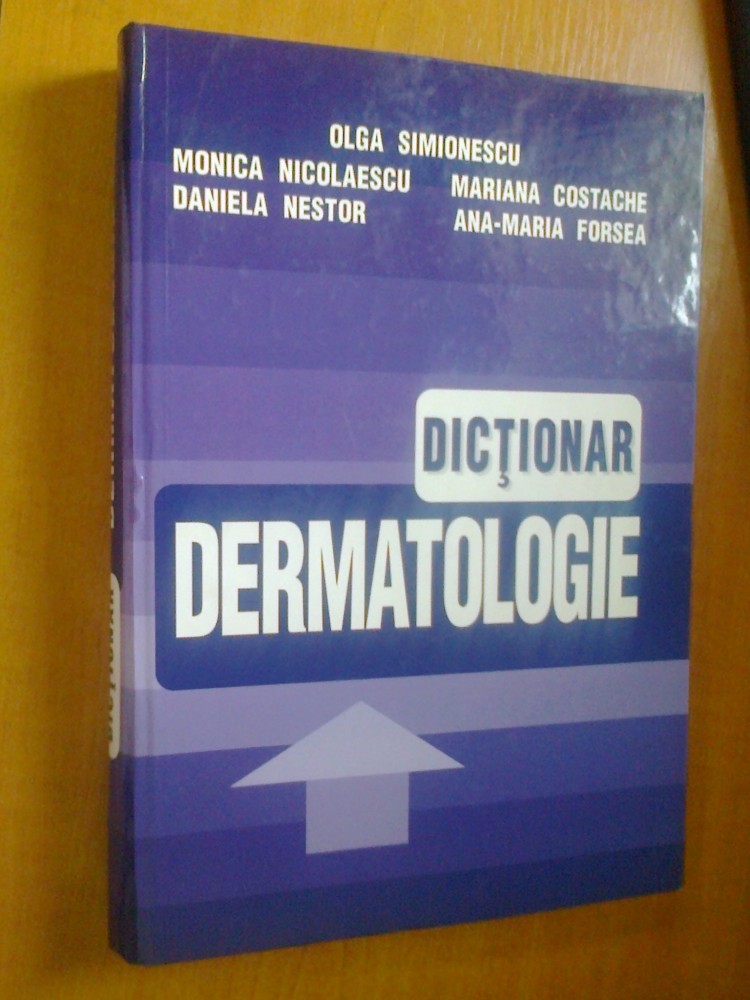 OLGA SIMIONESCU
MONICA NICOLAESCU MARIANA COSTACHE
DANIELA NESTOR ANA-MARIA FORSEA
DICŢIONAR
DERMATOLOGIE